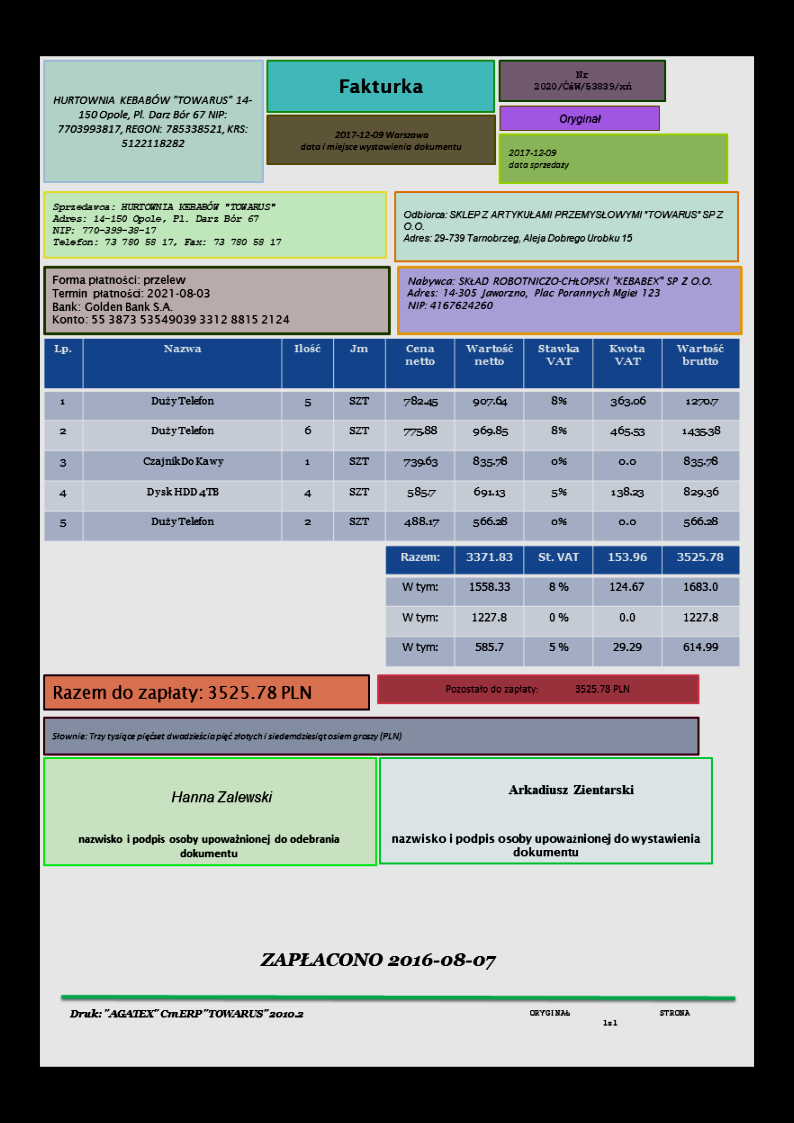 HURTOWNIA KEBABÓW "TOWARUS" 14-
150 Opole, Pl. Darz Bór 67 NIP:
7703993817, REGON: 785338521, KRS:
5122118282
Fakturka
2017-12-09 Warszawa
data i miejsce wystawienia dokumentu
Nr
2020/ĆśW/53839/xń
Oryginał
2017-12-09
data sprzedaży
Sprzedawca: HURTOWNIA KEBABÓW "TOWARUS"
Adres: 14-150 Opole, Pl. Darz Bór 67
NIP: 770-399-38-17
Telefon: 73 780 58 17, Fax: 73 780 58 17
Odbiorca: SKLEP Z ARTYKUŁAMI PRZEMYSŁOWYMI "TOWARUS" SP Z
O.O.
Adres: 29-739 Tarnobrzeg, Aleja Dobrego Urobku 15
Forma płatności: przelew
Termin płatności: 2021-08-03
Bank: Golden Bank S.A.
Konto: 55 3873 53549039 3312 8815 2124
Nabywca: SKŁAD ROBOTNICZO-CHŁOPSKI "KEBABEX" SP Z O.O.
Adres: 14-305 Jaworzno, Plac Porannych Mgieł 123
NIP: 4167624260
Lp. Nazwa Ilość Jm Cena netto Wartość netto Stawka VAT Kwota VAT Wartość brutto
1 Duży Telefon 5 SZT 782.45 907.64 8% 363.06 1270.7
2 Duży Telefon 6 SZT 775.88 969.85 8% 465.53 1435.38
3 Czajnik Do Kawy 1 SZT 739.63 835.78 0% 0.0 835.78
4 Dysk HDD 4TB 4 SZT 585.7 691.13 5% 138.23 829.36
5 Duży Telefon 2 SZT 488.17 566.28 0% 0.0 566.28
Razem: 3371.83 St. VAT 153.96 3525.78
W tym: 1558.33 8 % 124.67 1683.0
W tym: 1227.8 0 % 0.0 1227.8
W tym: 585.7 5 % 29.29 614.99
Razem do zapłaty: 3525.78 PLN
Pozostało do zapłaty: 3525.78 PLN
Słownie: Trzy tysiące pięćset dwadzieścia pięć złotych i siedemdziesiąt osiem groszy (PLN)
Hanna Zalewski
nazwisko i podpis osoby upoważnionej do odebrania
dokumentu
Arkadiusz Zientarski
nazwisko i podpis osoby upoważnionej do wystawienia
dokumentu
ZAPŁACONO 2016-08-07
Druk: "AGATEX" CmERP "TOWARUS" 2010.2
ORYGINAŁ STRONA
1z1